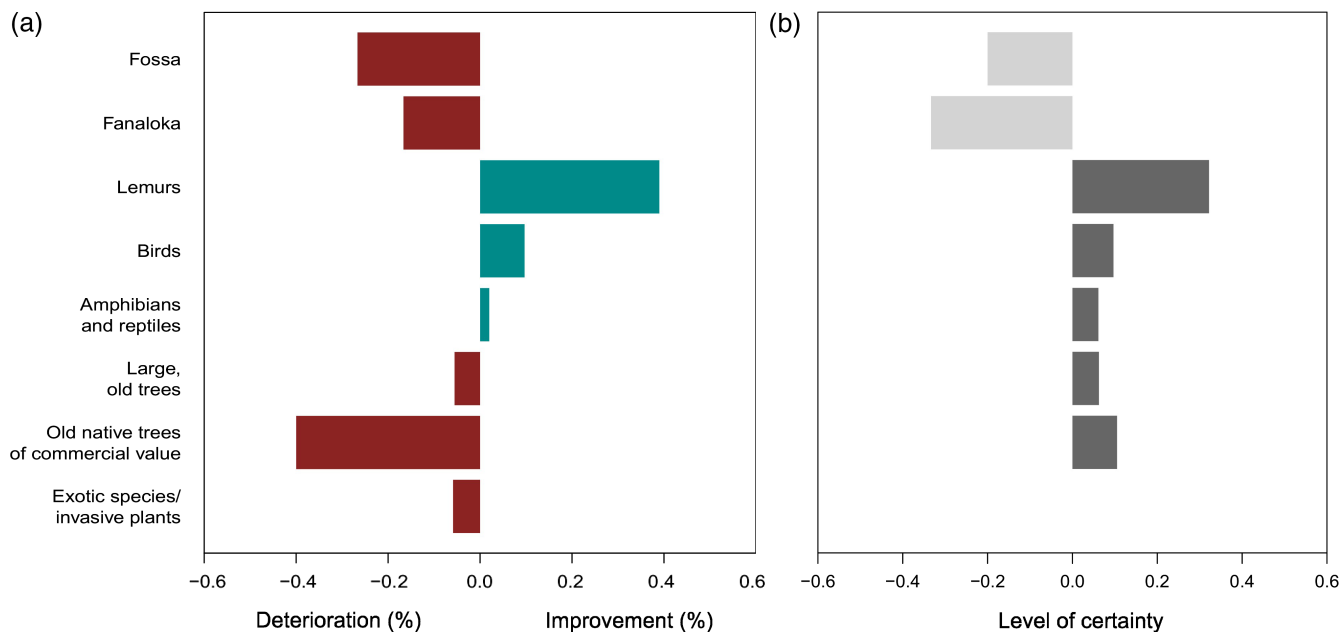 (a)
Fossa
Fanaloka
Lemurs
Birds
Amphibians
and reptiles
Large,
old trees
Old native trees
of commercial value
Exotic species/
invasive plants
−0.6 −0.4 −0.2 0.0 0.2 0.4 0.6
Deterioration (%) Improvement (%)
(b)
−0.6 −0.4 −0.2 0.0 0.2 0.4 0.6
Level of certainty